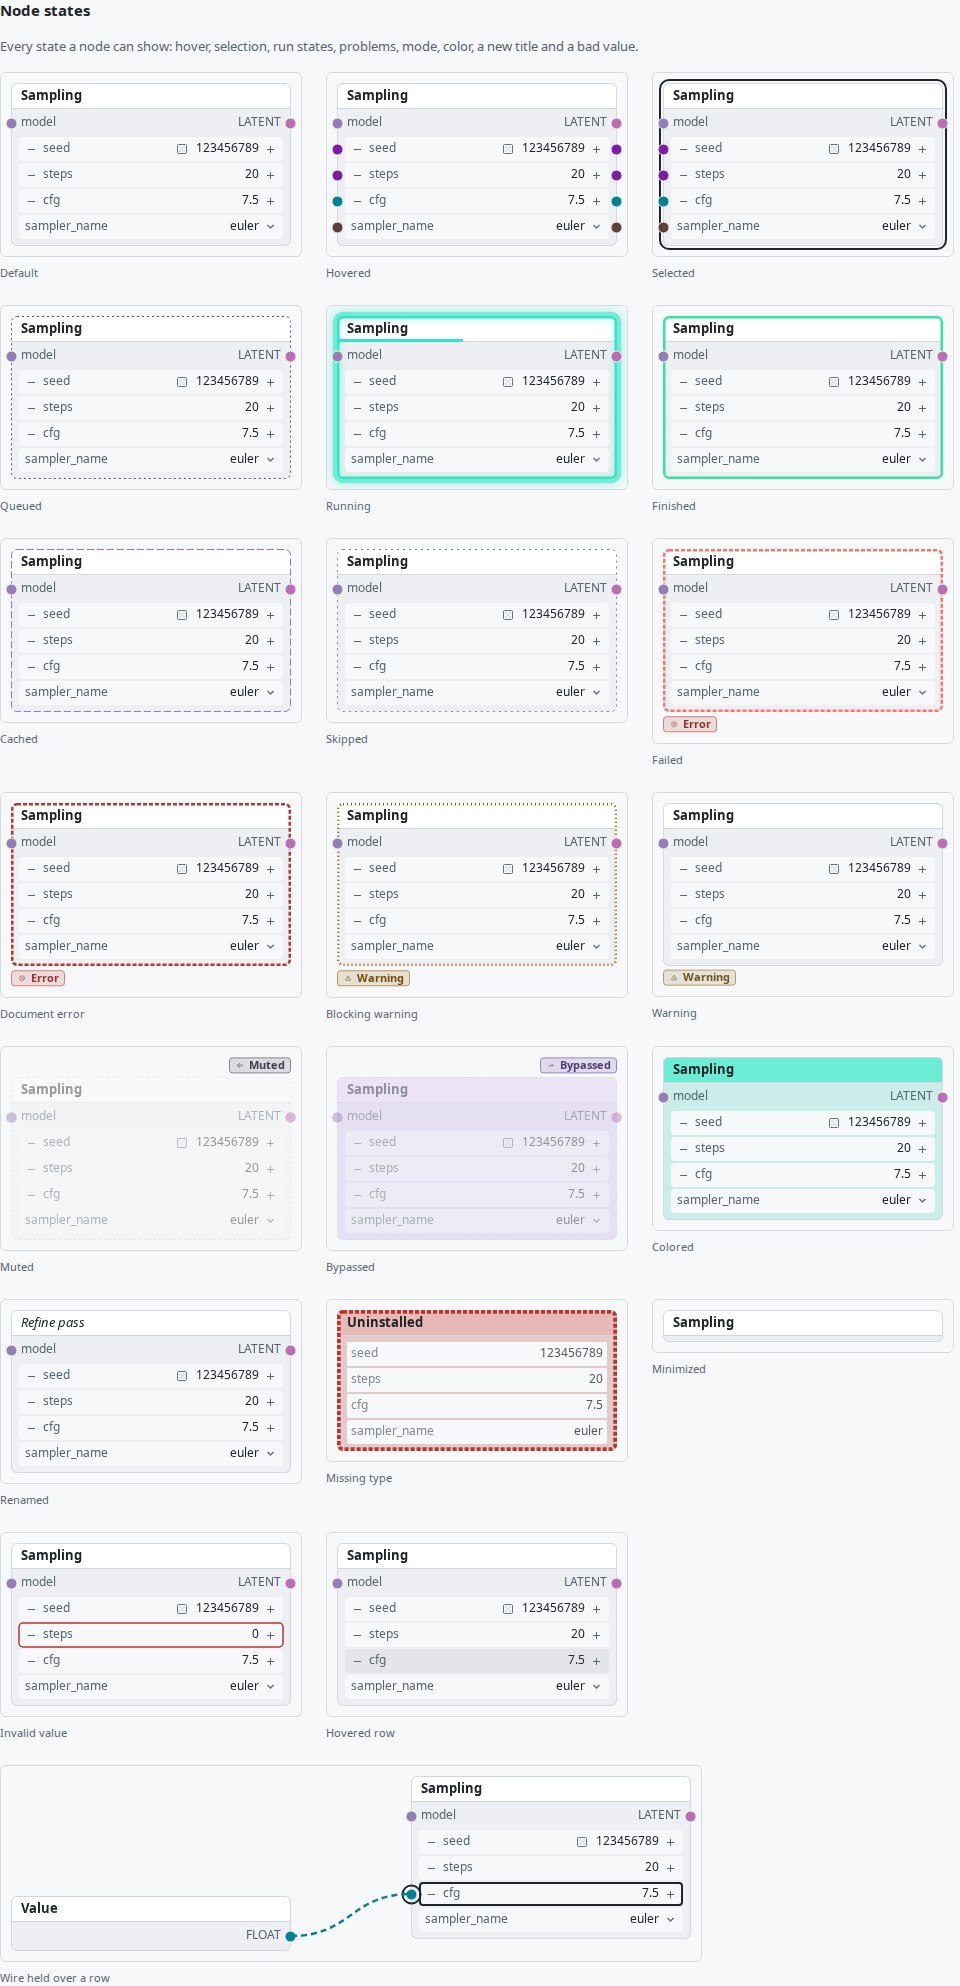 Node states
Every state a node can show: hover, selection, run states, problems, mode, color, a new title and a bad value.
Sampling
model LATENT
− seed 123456789 +
− steps 20 +
− cfg 7.5 +
sampler_name euler
Default
Sampling
model LATENT
− seed 123456789 +
− steps 20 +
− cfg 7.5 +
sampler_name euler
Hovered
Sampling
model LATENT
− seed 123456789 +
− steps 20 +
− cfg 7.5 +
sampler_name euler
Selected
Sampling
model LATENT
− seed 123456789 +
− steps 20 +
− cfg 7.5 +
sampler_name euler
Queued
Sampling
model LATENT
− seed 123456789 +
− steps 20 +
− cfg 7.5 +
sampler_name euler
Running
Sampling
model LATENT
− seed 123456789 +
− steps 20 +
− cfg 7.5 +
sampler_name euler
Finished
Sampling
model LATENT
− seed 123456789 +
− steps 20 +
− cfg 7.5 +
sampler_name euler
Cached
Sampling
model LATENT
− seed 123456789 +
− steps 20 +
− cfg 7.5 +
sampler_name euler
Skipped
Sampling
model LATENT
− seed 123456789 +
− steps 20 +
− cfg 7.5 +
sampler_name euler
Error
Failed
Sampling
model LATENT
− seed 123456789 +
− steps 20 +
− cfg 7.5 +
sampler_name euler
Error
Document error
Sampling
model LATENT
− seed 123456789 +
− steps 20 +
− cfg 7.5 +
sampler_name euler
Warning
Blocking warning
Sampling
model LATENT
− seed 123456789 +
− steps 20 +
− cfg 7.5 +
sampler_name euler
Warning
Warning
Muted
Sampling
model LATENT
− seed 123456789 +
− steps 20 +
− cfg 7.5 +
sampler_name euler
Muted
Bypassed
Sampling
model LATENT
− seed 123456789 +
− steps 20 +
− cfg 7.5 +
sampler_name euler
Bypassed
Sampling
model LATENT
− seed 123456789 +
− steps 20 +
− cfg 7.5 +
sampler_name euler
Colored
Refine pass
model LATENT
− seed 123456789 +
− steps 20 +
− cfg 7.5 +
sampler_name euler
Renamed
Uninstalled
seed 123456789
steps 20
cfg 7.5
sampler_name euler
Missing type
Sampling
Minimized
Sampling
model LATENT
− seed 123456789 +
− steps 0 +
− cfg 7.5 +
sampler_name euler
Invalid value
Sampling
model LATENT
− seed 123456789 +
− steps 20 +
− cfg 7.5 +
sampler_name euler
Hovered row
Sampling
model LATENT
− seed 123456789 +
− steps 20 +
− cfg 7.5 +
sampler_name euler
Value
FLOAT
Wire held over a row